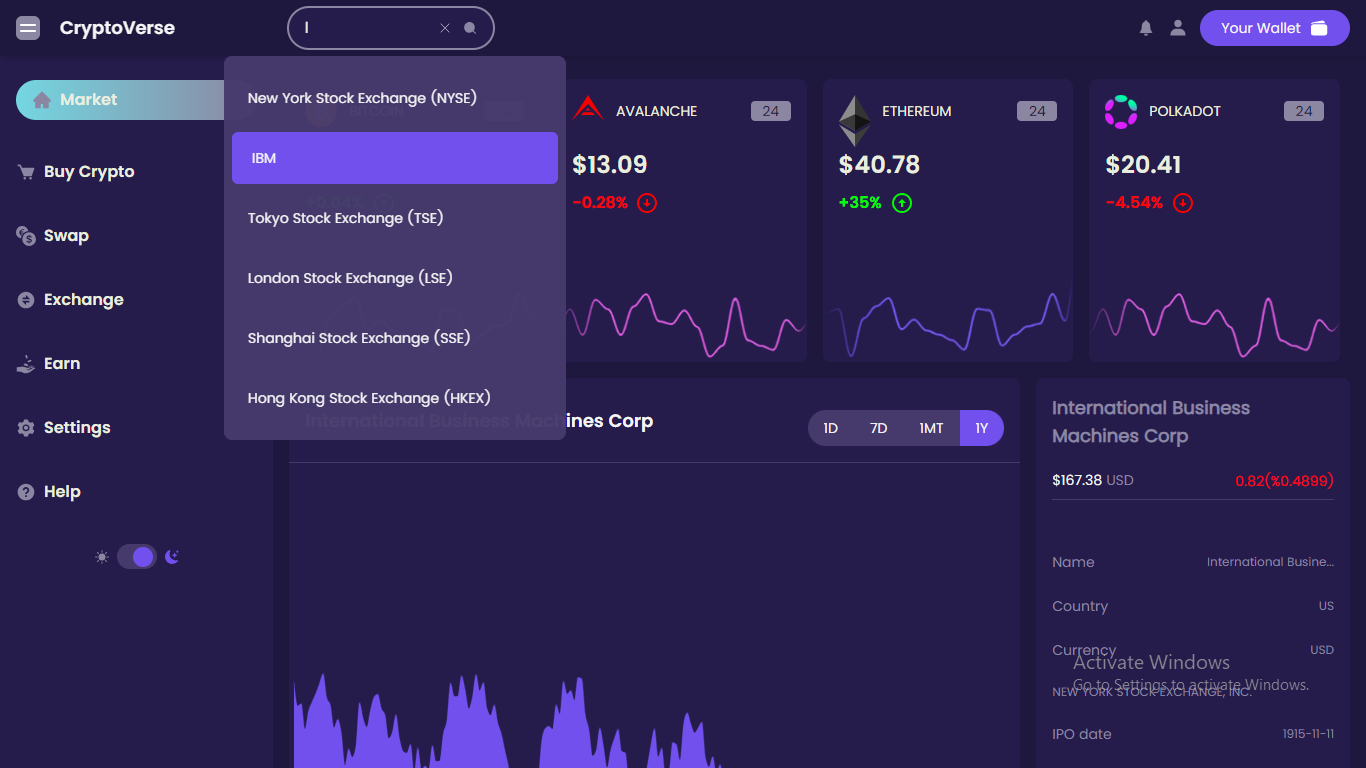 CryptoVerse
I
Your Wallet
Market
Buy Crypto
Swap
Exchange
Earn
Settings
Help
New York Stock Exchange (NYSE)
IBM
Tokyo Stock Exchange (TSE)
London Stock Exchange (LSE)
Shanghai Stock Exchange (SSE)
Hong Kong Stock Exchange (HKEX)
AVALANCHE 24
$13.09
-0.28%
ETHEREUM 24
$40.78
+35%
POLKADOT 24
$20.41
-4.54%
International Business Machines Corp
1D 7D 1MT 1Y
International Business
Machines Corp
$167.38 USD 0.82(%0.4899)
Name International Busine...
Country US
Currency USD
NEW YORK STOCK EXCHANGE, INC.
IPO date 1915-11-11
Activate Windows
Go to Settings to activate Windows.